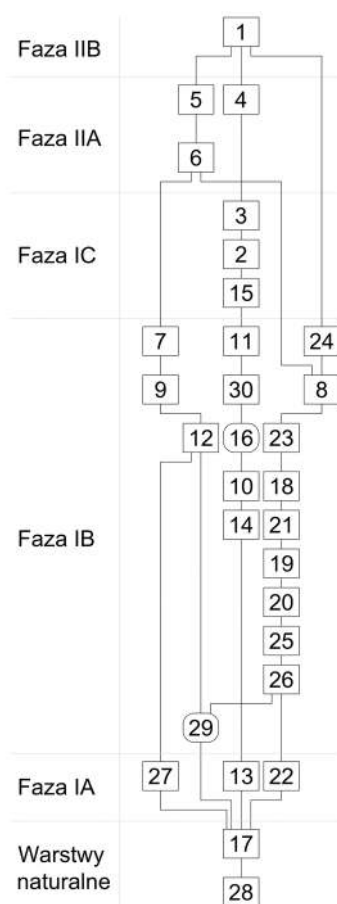 1
Faza IIB
5 4
Faza IIA
6
3
Faza IC
2
15
7 11 24
9 30 8
12 16 23
10 18
14 21
Faza IB
19
20
25
26
29
27 13 22
Faza IA
17
Warstwy
naturalne
28